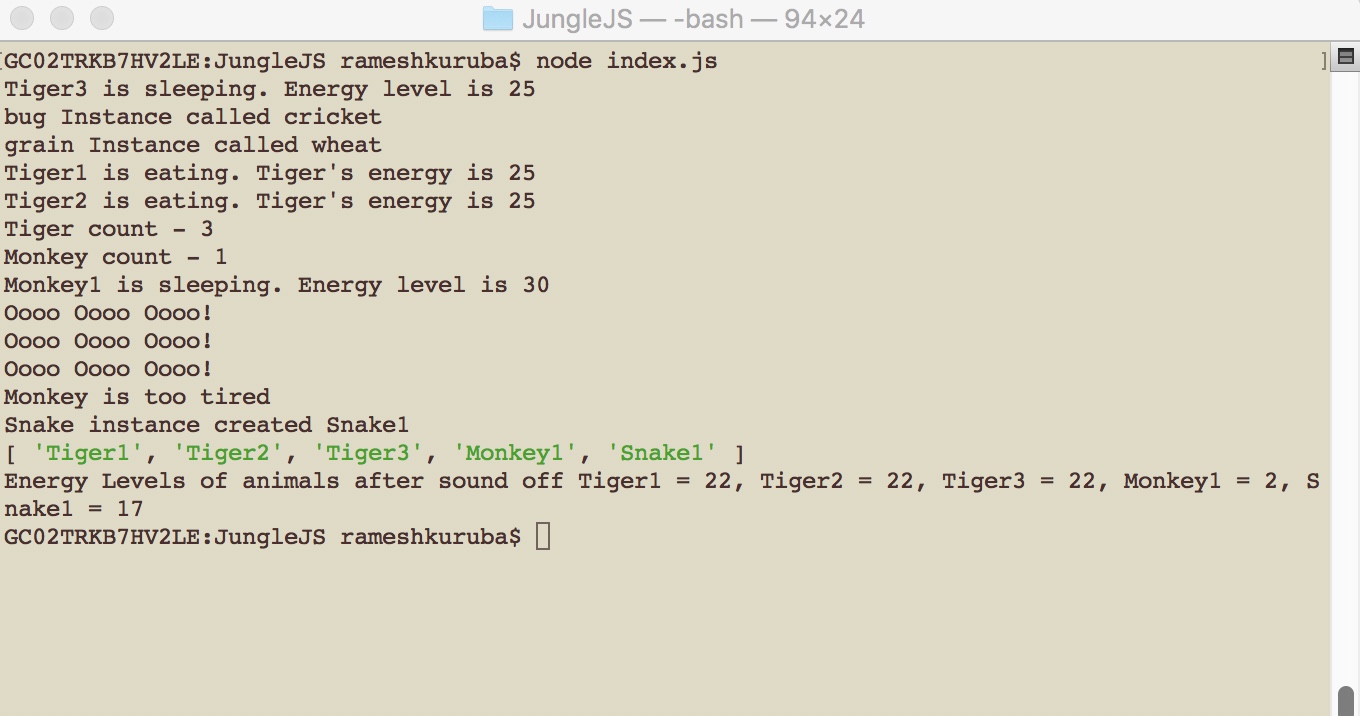 JungleJS — -bash — 94×24
[GC02TRKB7HV2LE:JungleJS rameshkuruba$ node index.js ]
Tiger3 is sleeping. Energy level is 25
bug Instance called cricket
grain Instance called wheat
Tiger1 is eating. Tiger's energy is 25
Tiger2 is eating. Tiger's energy is 25
Tiger count - 3
Monkey count - 1
Monkey1 is sleeping. Energy level is 30
Oooo Oooo Oooo!
Oooo Oooo Oooo!
Oooo Oooo Oooo!
Monkey is too tired
Snake instance created Snake1
[ 'Tiger1', 'Tiger2', 'Tiger3', 'Monkey1', 'Snake1' ]
Energy Levels of animals after sound off Tiger1 = 22, Tiger2 = 22, Tiger3 = 22, Monkey1 = 2, S
nake1 = 17
GC02TRKB7HV2LE:JungleJS rameshkuruba$